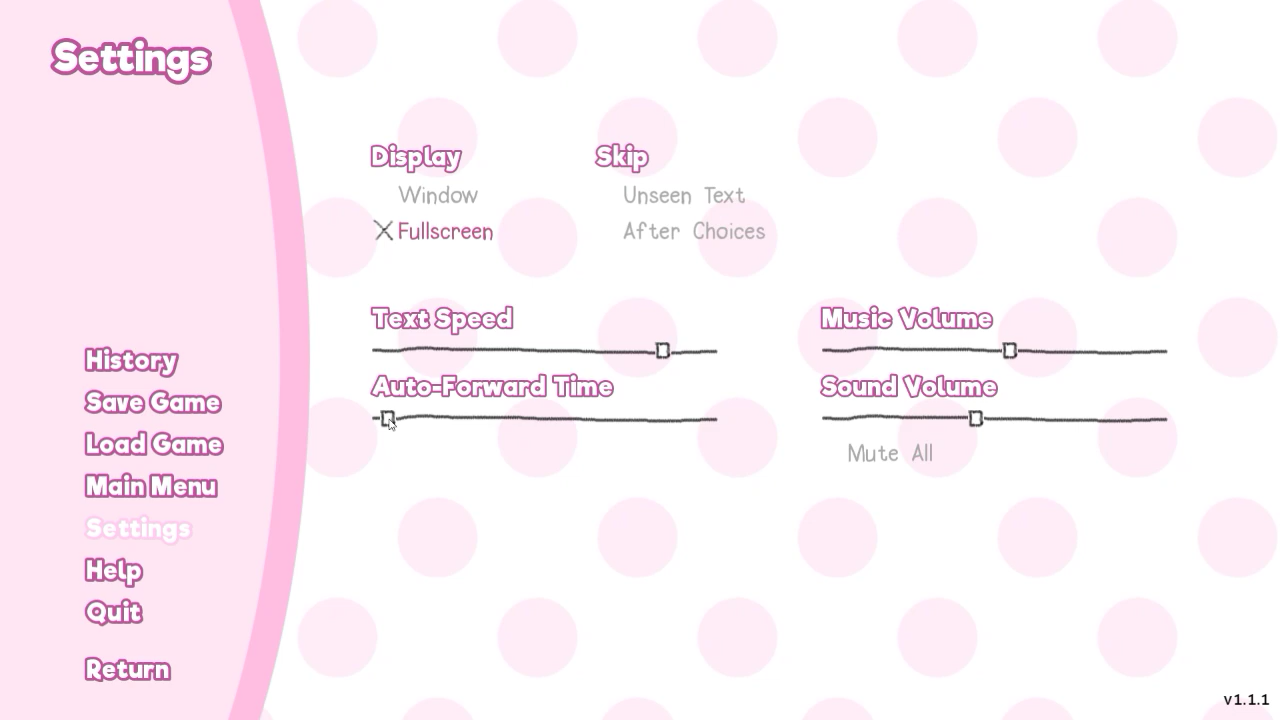 Settings
Display
Window
Fullscreen
Skip
Unseen Text
After Choices
Text Speed
Auto-Forward Time
Music Volume
Sound Volume
Mute All
History
Save Game
Load Game
Main Menu
Settings
Help
Quit
Return
v1.1.1